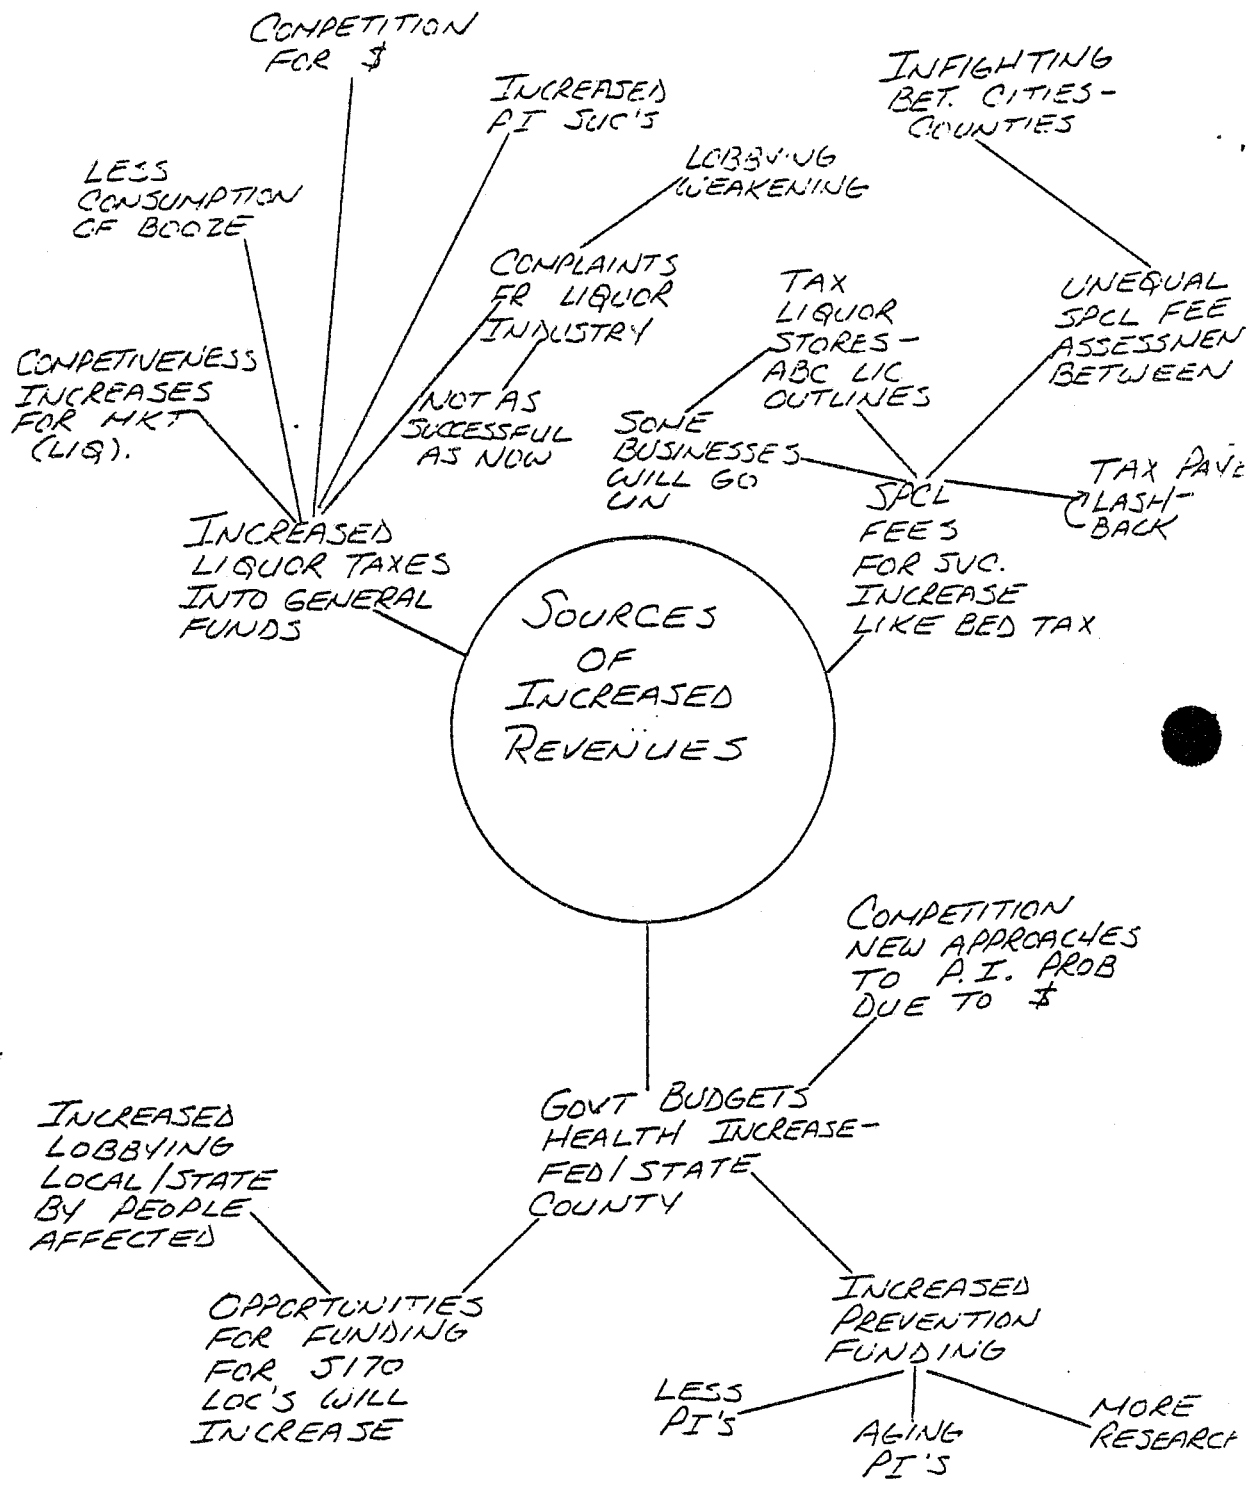 COMPETITION
FOR $
INCREASED
PI SVC'S
INFIGHTING
BET. CITIES-
COUNTIES
LESS
CONSUMPTION
OF BOOZE
LOBBYING
WEAKENING
COMPLAINTS
FR LIQUOR
INDUSTRY
TAX
LIQUOR
STORES-
ABC LIC
OUTLINES
UNEQUAL
SPCL FEE
ASSESSMEN
BETWEEN
COMPETIVENESS
INCREASES
FOR MKT
(LIQ).
NOT AS
SUCCESSFUL
AS NOW
SOME
BUSINESSES
WILL GO
UN
TAX PAYE
LASH-
BACK
INCREASED
LIQUOR TAXES
INTO GENERAL
FUNDS
SPCL
FEES
FOR SVC.
INCREASE
LIKE BED TAX
SOURCES
OF
INCREASED
REVENUES
COMPETITION
NEW APPROACHES
TO P.I. PROB
DUE TO $
GOVT BUDGETS
HEALTH INCREASE-
FED/STATE
COUNTY
INCREASED
LOBBYING
LOCAL/STATE
BY PEOPLE
AFFECTED
OPPORTUNITIES
FOR FUNDING
FOR 5170
LOC'S WILL
INCREASE
INCREASED
PREVENTION
FUNDING
LESS
PI'S
AGING
PI'S
MORE
RESEARCH